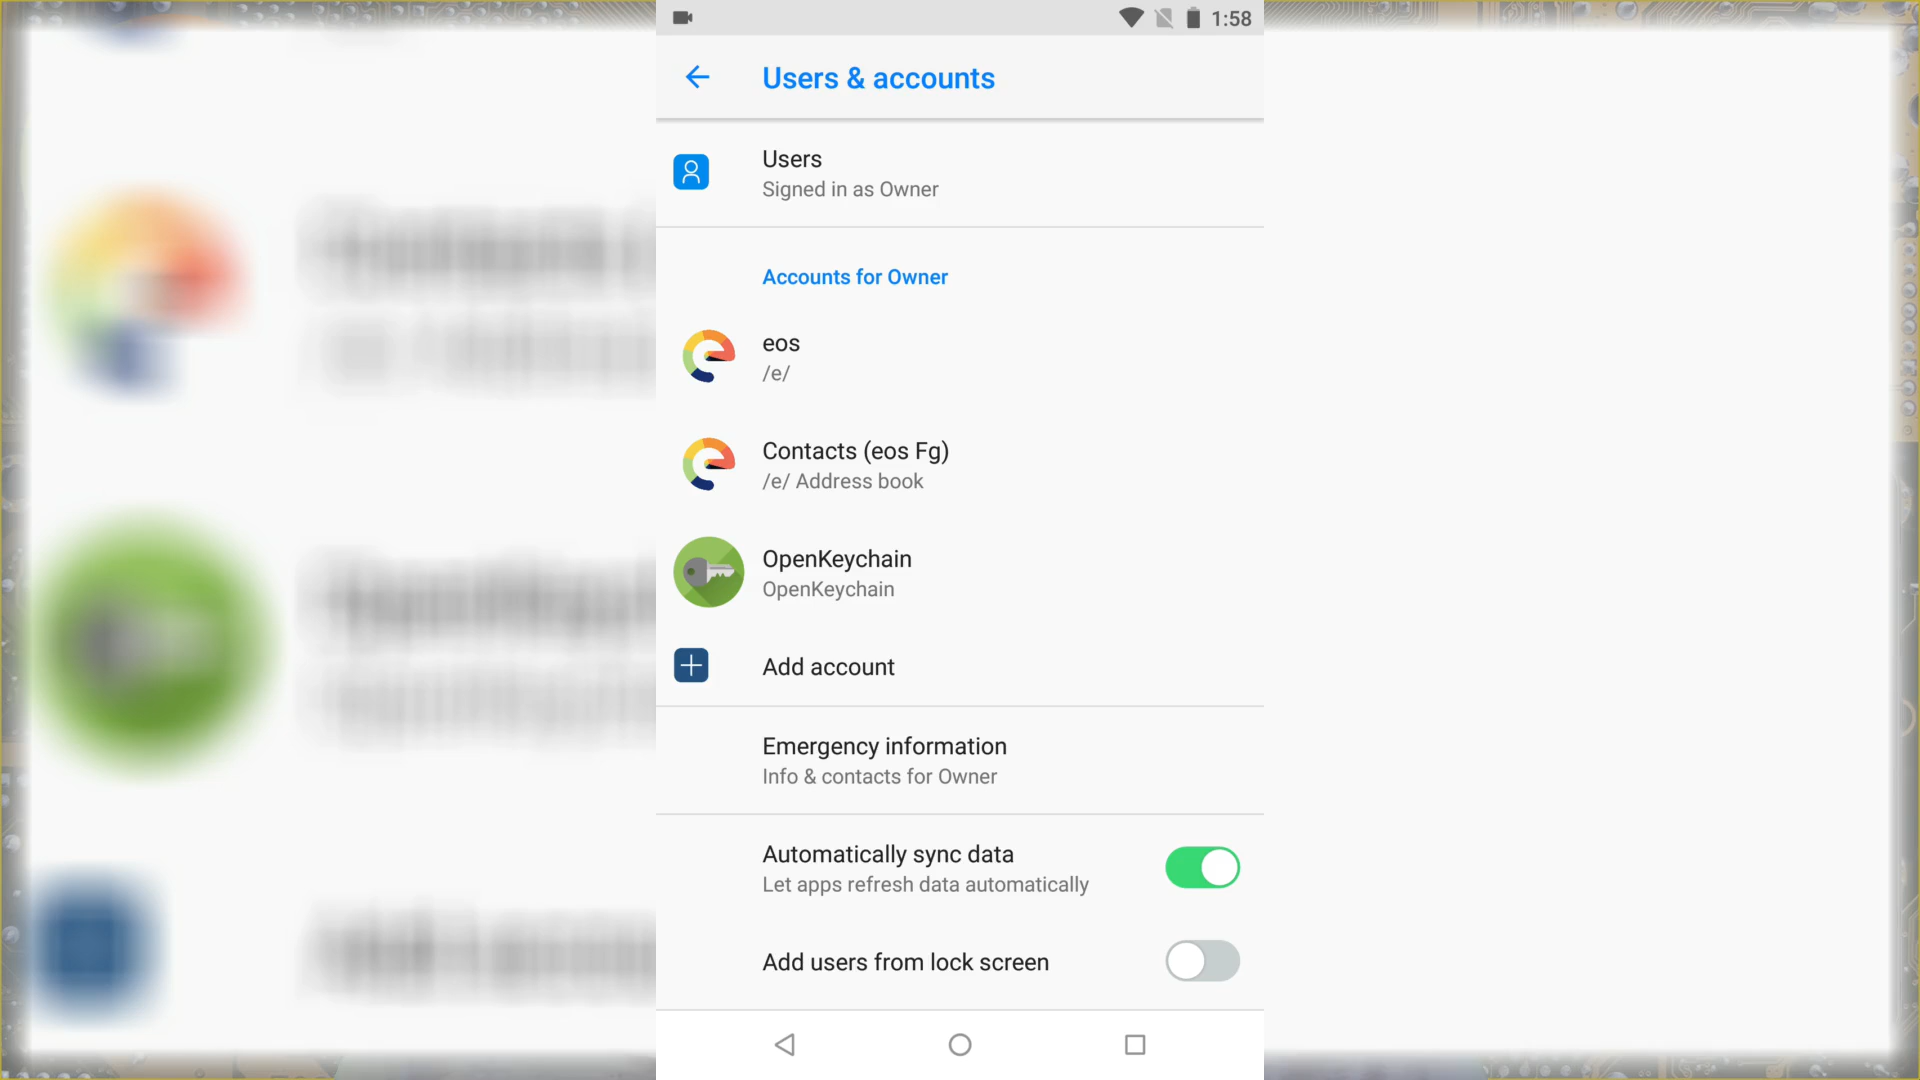 1:58
Users & accounts
Users
Signed in as Owner
Accounts for Owner
eos
/e/
Contacts (eos Fg)
/e/ Address book
OpenKeychain
OpenKeychain
Add account
Emergency information
Info & contacts for Owner
Automatically sync data
Let apps refresh data automatically
Add users from lock screen